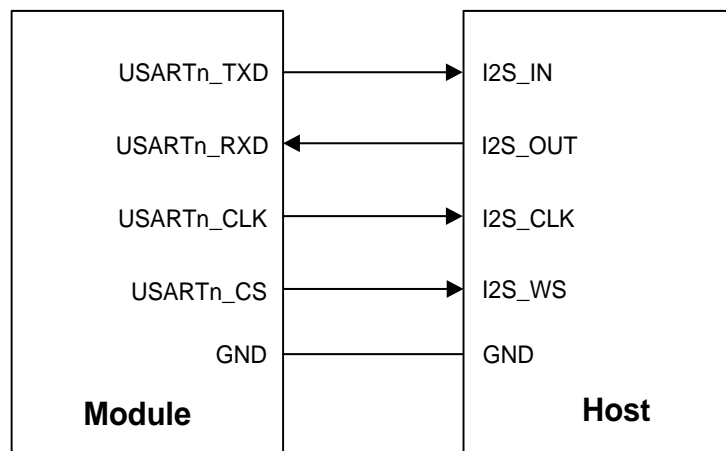 USARTn_TXD I2S_IN
USARTn_RXD I2S_OUT
USARTn_CLK I2S_CLK
USARTn_CS I2S_WS
GND GND
Module Host